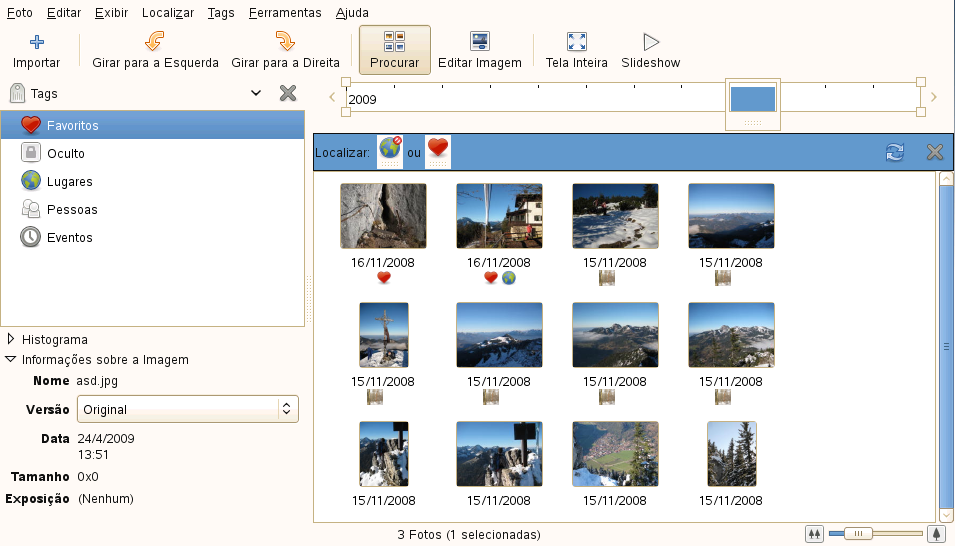 Foto Editar Exibir Localizar Tags Ferramentas Ajuda
Importar Girar para a Esquerda Girar para a Direita Procurar Editar Imagem Tela Inteira Slideshow
Tags
2009
Favoritos
Oculto
Lugares
Pessoas
Eventos
Localizar: ou
16/11/2008 16/11/2008 15/11/2008 15/11/2008
15/11/2008 15/11/2008 15/11/2008 15/11/2008
15/11/2008 15/11/2008 15/11/2008 15/11/2008
Histograma
Informações sobre a Imagem
Nome asd.jpg
Versão Original
Data 24/4/2009
13:51
Tamanho 0x0
Exposição (Nenhum)
3 Fotos (1 selecionadas)